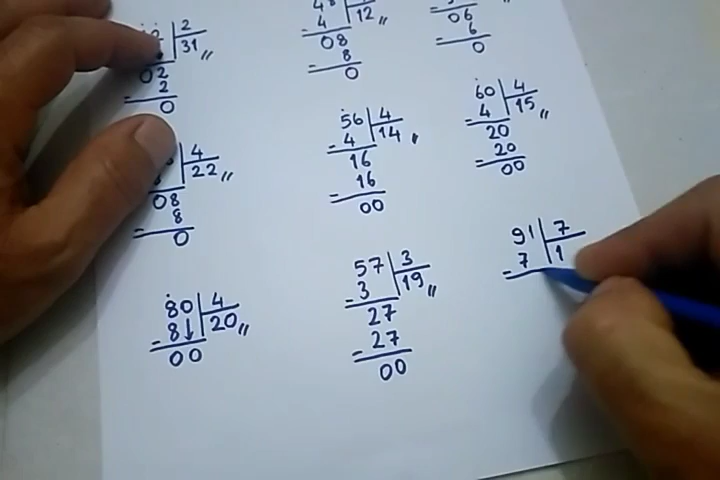 2 | 2
31 //
02
2
0
48
4 | 12 //
08
- 8
0
06
6
0
56 | 4
- 4 | 14 //
16
16
00
60 | 4
- 4 | 15 //
20
- 20
00
4
22 //
08
- 8
0
80 | 4
- 8↓ | 20 //
00
57 | 3
- 3 | 19 //
27
- 27
00
91 | 7
- 7 | 1